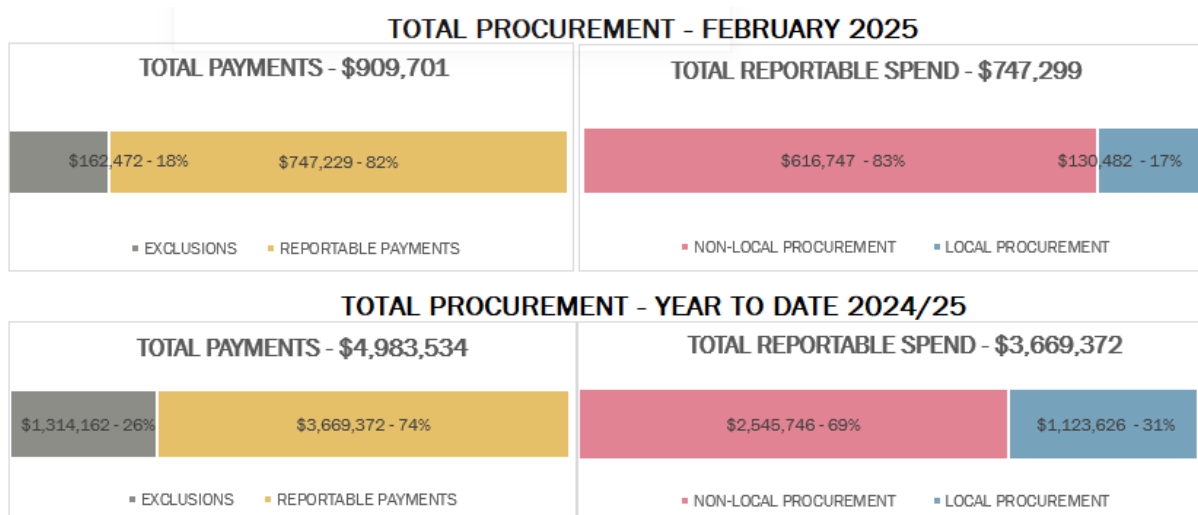 TOTAL PROCUREMENT - FEBRUARY 2025
TOTAL PAYMENTS - $909,701
$162,472 - 18%
$747,229 - 82%
EXCLUSIONS
REPORTABLE PAYMENTS
TOTAL REPORTABLE SPEND - $747,299
$616,747 - 83%
$130,482 - 17%
NON-LOCAL PROCUREMENT
LOCAL PROCUREMENT
TOTAL PROCUREMENT - YEAR TO DATE 2024/25
TOTAL PAYMENTS - $4,983,534
$1,314,162 - 26%
$3,669,372 - 74%
EXCLUSIONS
REPORTABLE PAYMENTS
TOTAL REPORTABLE SPEND - $3,669,372
$2,545,746 - 69%
$1,123,626 - 31%
NON-LOCAL PROCUREMENT
LOCAL PROCUREMENT